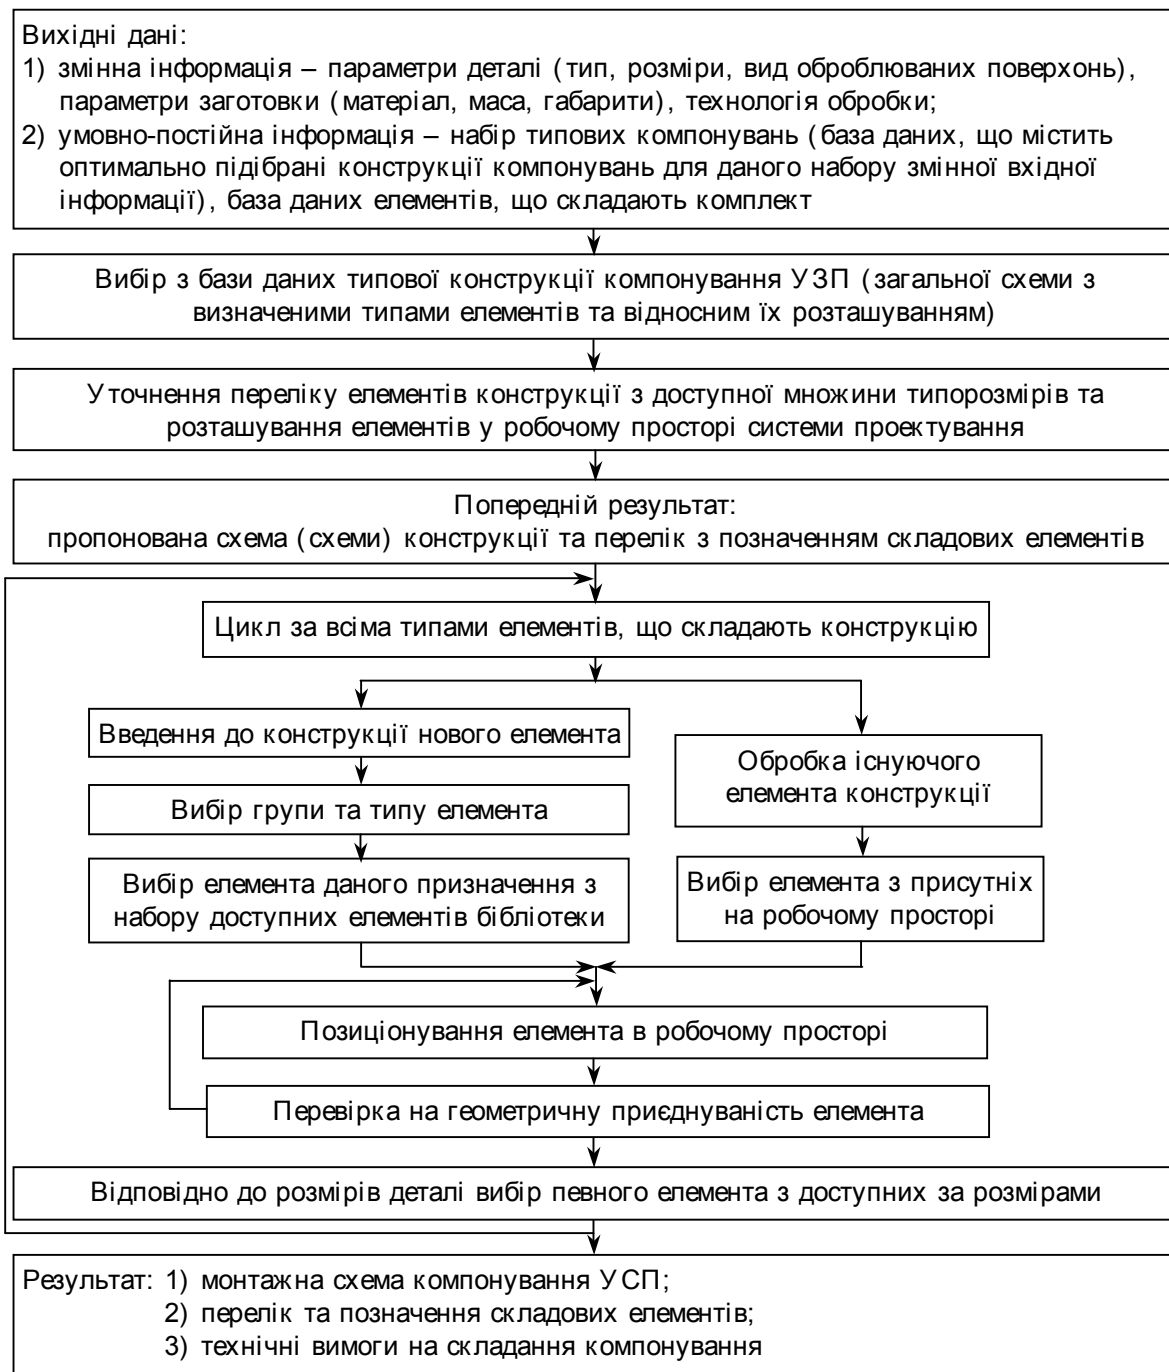 Вихідні дані:
1) змінна інформація – параметри деталі (тип, розміри, вид оброблюваних поверхонь),
параметри заготовки (матеріал, маса, габарити), технологія обробки;
2) умовно-постійна інформація – набір типових компонувань (база даних, що містить
оптимально підібрані конструкції компонувань для даного набору змінної вхідної
інформації), база даних елементів, що складають комплект
Вибір з бази даних типової конструкції компонування УЗП (загальної схеми з
визначеними типами елементів та відносним їх розташуванням)
Уточнення переліку елементів конструкції з доступної множини типорозмірів та
розташування елементів у робочому просторі системи проектування
Попередній результат:
пропонована схема (схеми) конструкції та перелік з позначенням складових елементів
Цикл за всіма типами елементів, що складають конструкцію
Введення до конструкції нового елемента
Вибір групи та типу елемента
Вибір елемента даного призначення з
набору доступних елементів бібліотеки
Обробка існуючого
елемента конструкції
Вибір елемента з присутніх
на робочому просторі
Позиціонування елемента в робочому просторі
Перевірка на геометричну приєднуваність елемента
Відповідно до розмірів деталі вибір певного елемента з доступних за розмірами
Результат: 1) монтажна схема компонування УСП;
2) перелік та позначення складових елементів;
3) технічні вимоги на складання компонування